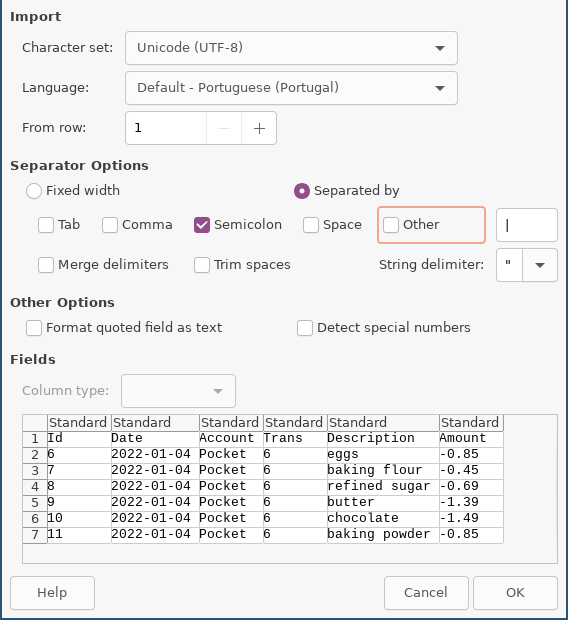 Import
Character set: Unicode (UTF-8)
Language: Default - Portuguese (Portugal)
From row: 1 — +
Separator Options
Fixed width Separated by
Tab Comma Semicolon Space Other |
Merge delimiters Trim spaces String delimiter: "
Other Options
Format quoted field as text Detect special numbers
Fields
Column type:
Standard Standard Standard Standard Standard Standard
1 Id Date Account Trans Description Amount
2 6 2022-01-04 Pocket 6 eggs -0.85
3 7 2022-01-04 Pocket 6 baking flour -0.45
4 8 2022-01-04 Pocket 6 refined sugar -0.69
5 9 2022-01-04 Pocket 6 butter -1.39
6 10 2022-01-04 Pocket 6 chocolate -1.49
7 11 2022-01-04 Pocket 6 baking powder -0.85
Help Cancel OK